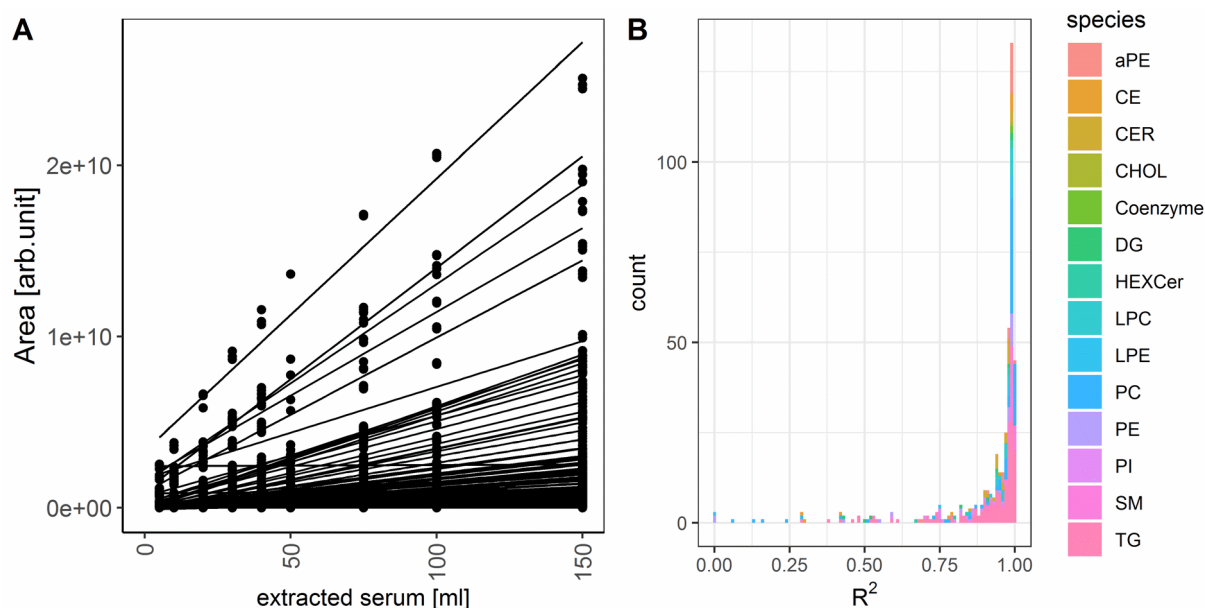 A
Area [arb.unit]
2e+10
1e+10
0e+00
0
50
100
150
extracted serum [ml]
B
count
100
50
0
0.00
0.25
0.50
0.75
1.00
R²
species
aPE
CE
CER
CHOL
Coenzyme
DG
HEXCer
LPC
LPE
PC
PE
PI
SM
TG